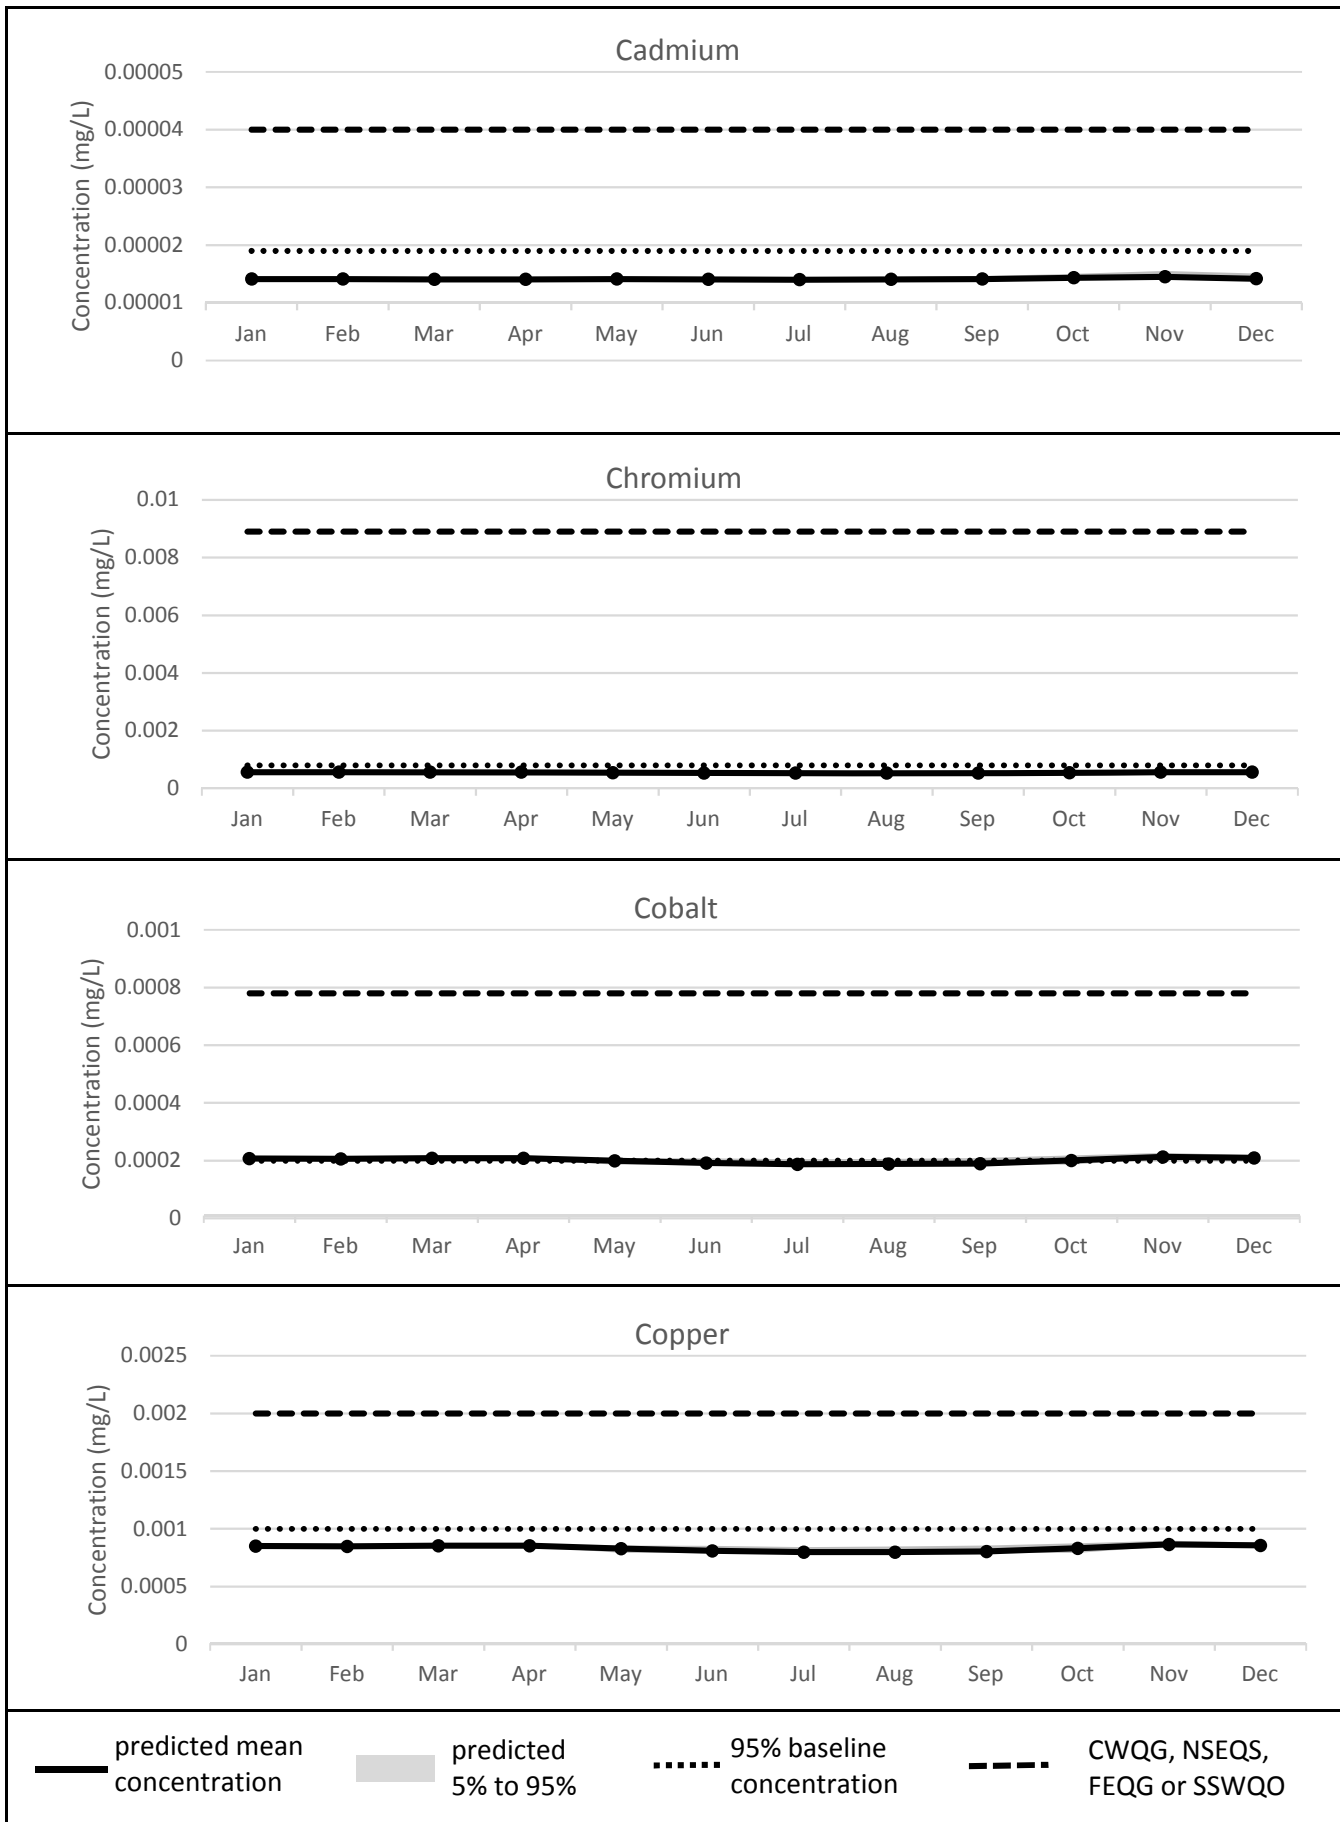 Cadmium
Concentration (mg/L)
0.00005
0.00004
0.00003
0.00002
0.00001
Jan Feb Mar Apr May Jun Jul Aug Sep Oct Nov Dec
0
Chromium
Concentration (mg/L)
0.01
0.008
0.006
0.004
0.002
0
Jan Feb Mar Apr May Jun Jul Aug Sep Oct Nov Dec
Cobalt
Concentration (mg/L)
0.001
0.0008
0.0006
0.0004
0.0002
0
Jan Feb Mar Apr May Jun Jul Aug Sep Oct Nov Dec
Copper
Concentration (mg/L)
0.0025
0.002
0.0015
0.001
0.0005
0
Jan Feb Mar Apr May Jun Jul Aug Sep Oct Nov Dec
predicted mean
concentration
predicted
5% to 95%
95% baseline
concentration
CWQG, NSEQS,
FEQG or SSWQO